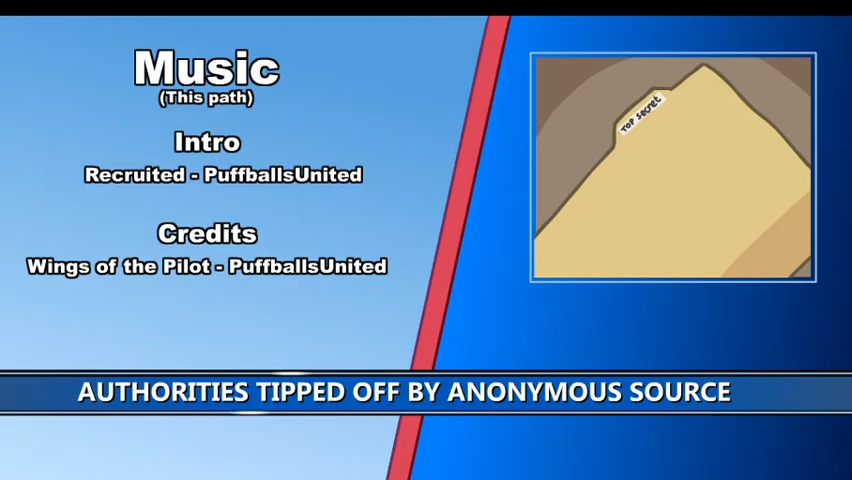 Music
(This path)
Intro
Recruited - PuffballsUnited
Credits
Wings of the Pilot - PuffballsUnited
TOP SECRET
AUTHORITIES TIPPED OFF BY ANONYMOUS SOURCE